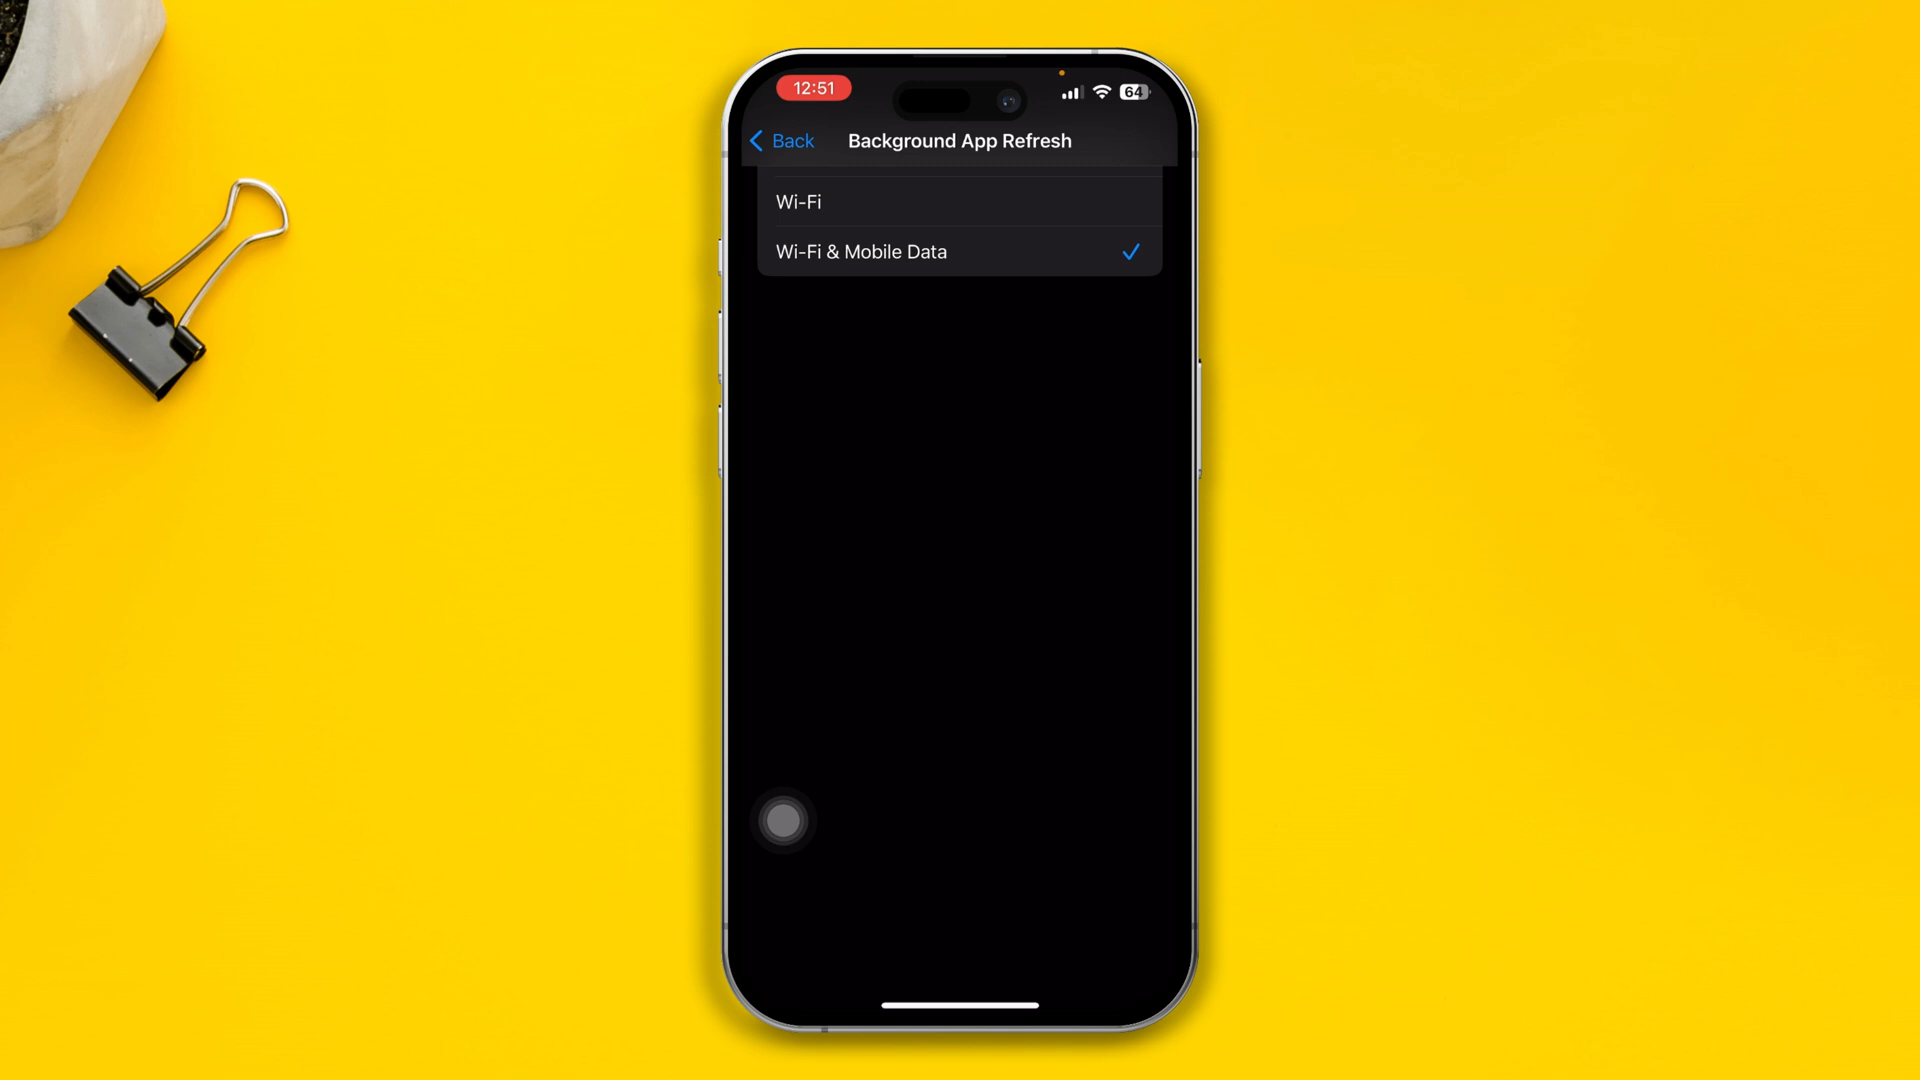 12:51
64
Back
Background App Refresh
Wi-Fi
Wi-Fi & Mobile Data